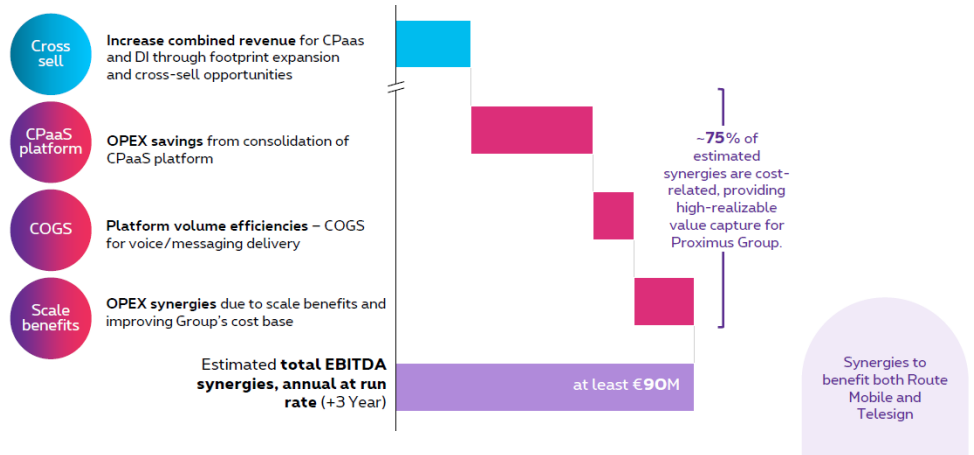 Cross
sell
Increase combined revenue for CPaas
and DI through footprint expansion
and cross-sell opportunities
CPaaS
platform
OPEX savings from consolidation of
CPaaS platform
COGS
Platform volume efficiencies – COGS
for voice/messaging delivery
Scale
benefits
OPEX synergies due to scale benefits and
improving Group's cost base
~75% of
estimated
synergies are cost-
related, providing
high-realizable
value capture for
Proximus Group.
Estimated total EBITDA
synergies, annual at run
rate (+3 Year)
at least €90M
Synergies to
benefit both Route
Mobile and
Telesign